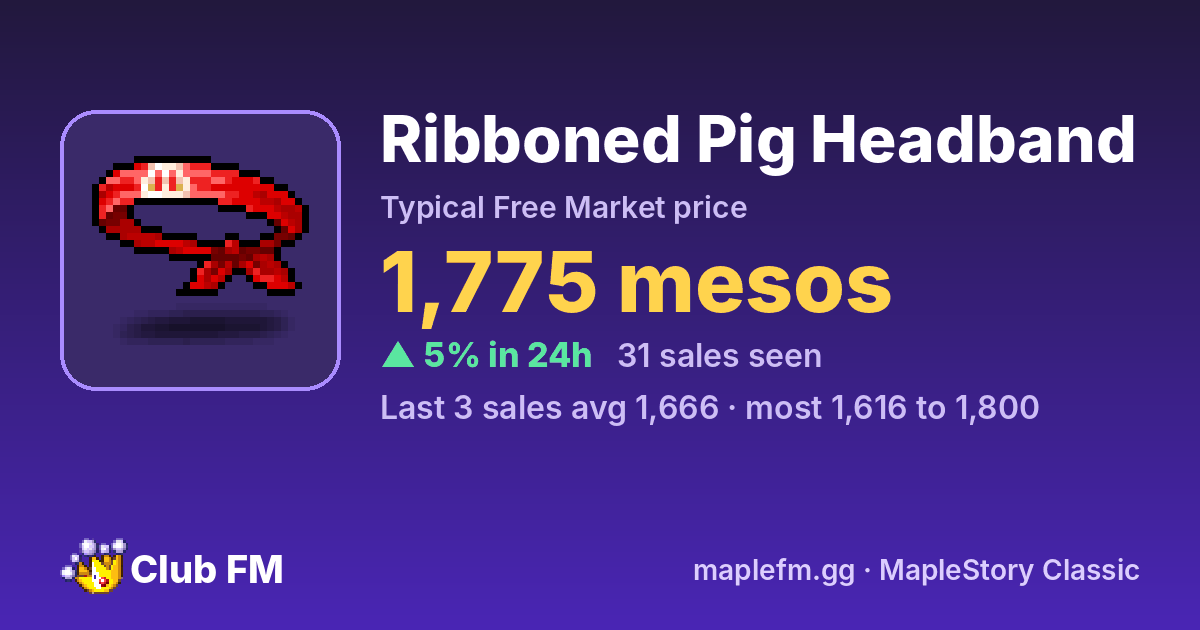 Ribboned Pig Headband
Typical Free Market price
1,775 mesos
▲ 5% in 24h 31 sales seen
Last 3 sales avg 1,666 · most 1,616 to 1,800
Club FM
maplefm.gg · MapleStory Classic